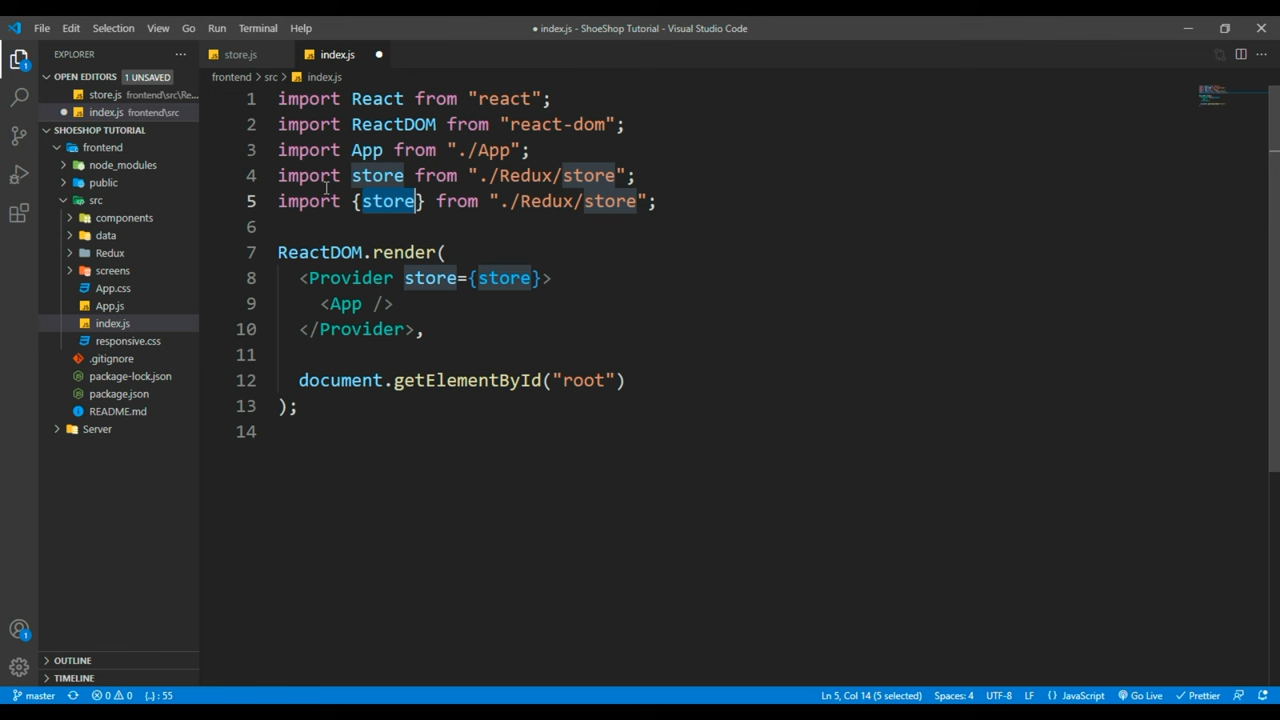 File Edit Selection View Go Run Terminal Help
● index.js - ShoeShop Tutorial - Visual Studio Code
EXPLORER
OPEN EDITORS 1 UNSAVED
store.js frontend\src\Re...
index.js frontend\src
SHOESHOP TUTORIAL
frontend
node_modules
public
src
components
data
Redux
screens
App.css
App.js
index.js
responsive.css
.gitignore
package-lock.json
package.json
README.md
Server
OUTLINE
TIMELINE
store.js index.js
frontend > src > index.js
1 import React from "react";
2 import ReactDOM from "react-dom";
3 import App from "./App";
4 import store from "./Redux/store";
5 import {store} from "./Redux/store";
6
7 ReactDOM.render(
8 <Provider store={store}>
9 <App />
10 </Provider>,
11
12 document.getElementById("root")
13 );
14
1
1
master 0 0 {..} : 55 Ln 5, Col 14 (5 selected) Spaces: 4 UTF-8 LF {} JavaScript Go Live Prettier